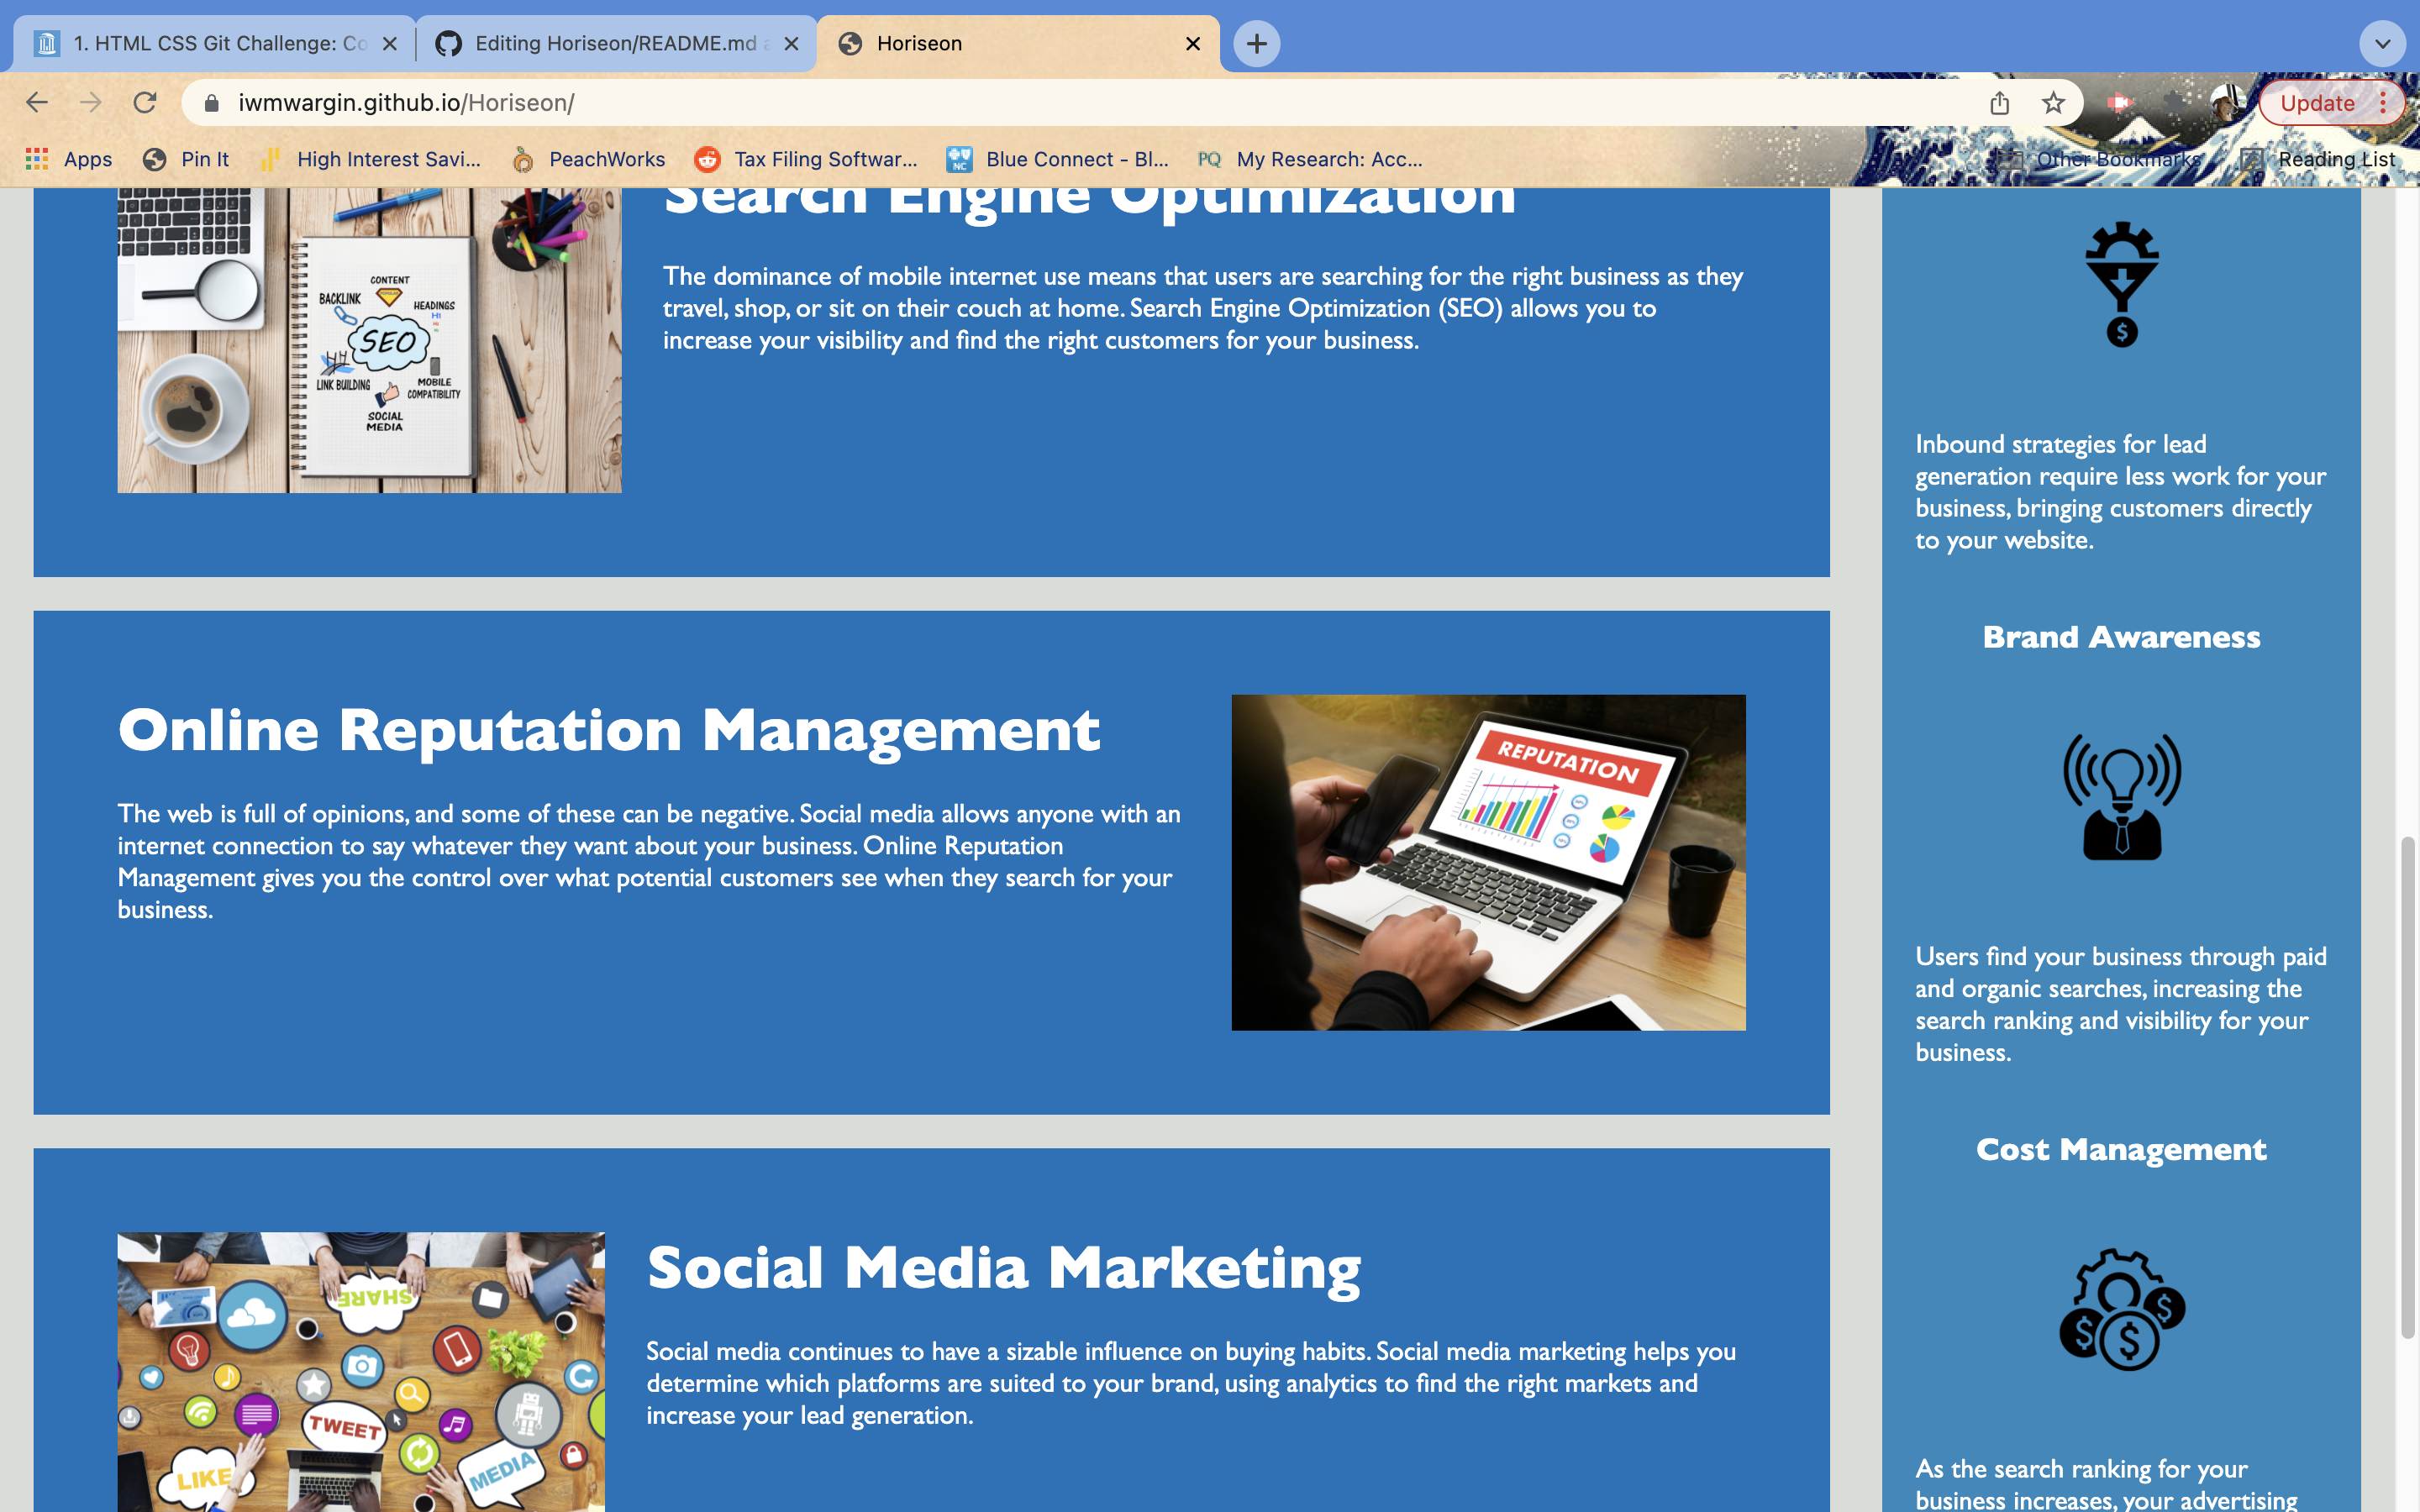 1. HTML CSS Git Challenge: Co
Editing Horiseon/README.md
Horiseon
iwmwargin.github.io/Horiseon/
Update
Apps
Pin It
High Interest Savi...
PeachWorks
Tax Filing Softwar...
NC
Blue Connect - Bl...
PQ
My Research: Acc...
Other Bookmarks
Reading List
Search Engine Optimization
The dominance of mobile internet use means that users are searching for the right business as they
travel, shop, or sit on their couch at home. Search Engine Optimization (SEO) allows you to
increase your visibility and find the right customers for your business.
CONTENT
BACKLINK
HEADINGS
H1
SEO
LINK BUILDING
MOBILE
COMPATIBILITY
SOCIAL
MEDIA
Online Reputation Management
The web is full of opinions, and some of these can be negative. Social media allows anyone with an
internet connection to say whatever they want about your business. Online Reputation
Management gives you the control over what potential customers see when they search for your
business.
REPUTATION
Social Media Marketing
Social media continues to have a sizable influence on buying habits. Social media marketing helps you
determine which platforms are suited to your brand, using analytics to find the right markets and
increase your lead generation.
SHARE
TWEET
LIKE
MEDIA
$
Inbound strategies for lead
generation require less work for your
business, bringing customers directly
to your website.
Brand Awareness
Users find your business through paid
and organic searches, increasing the
search ranking and visibility for your
business.
Cost Management
$
$
$
As the search ranking for your
business increases, your advertising